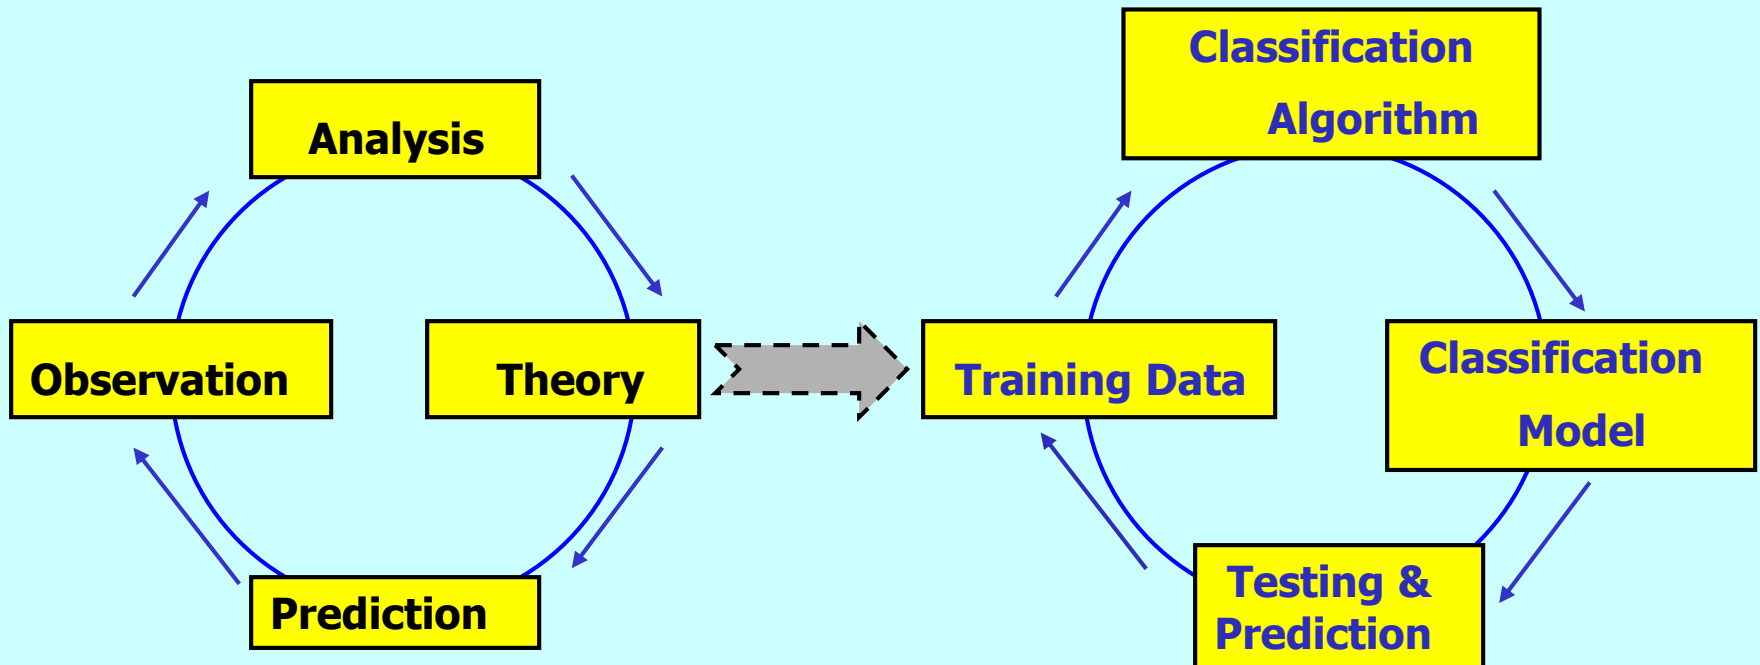 Analysis
Observation
Theory
Prediction
Classification
Algorithm
Training Data
Classification
Model
Testing &
Prediction